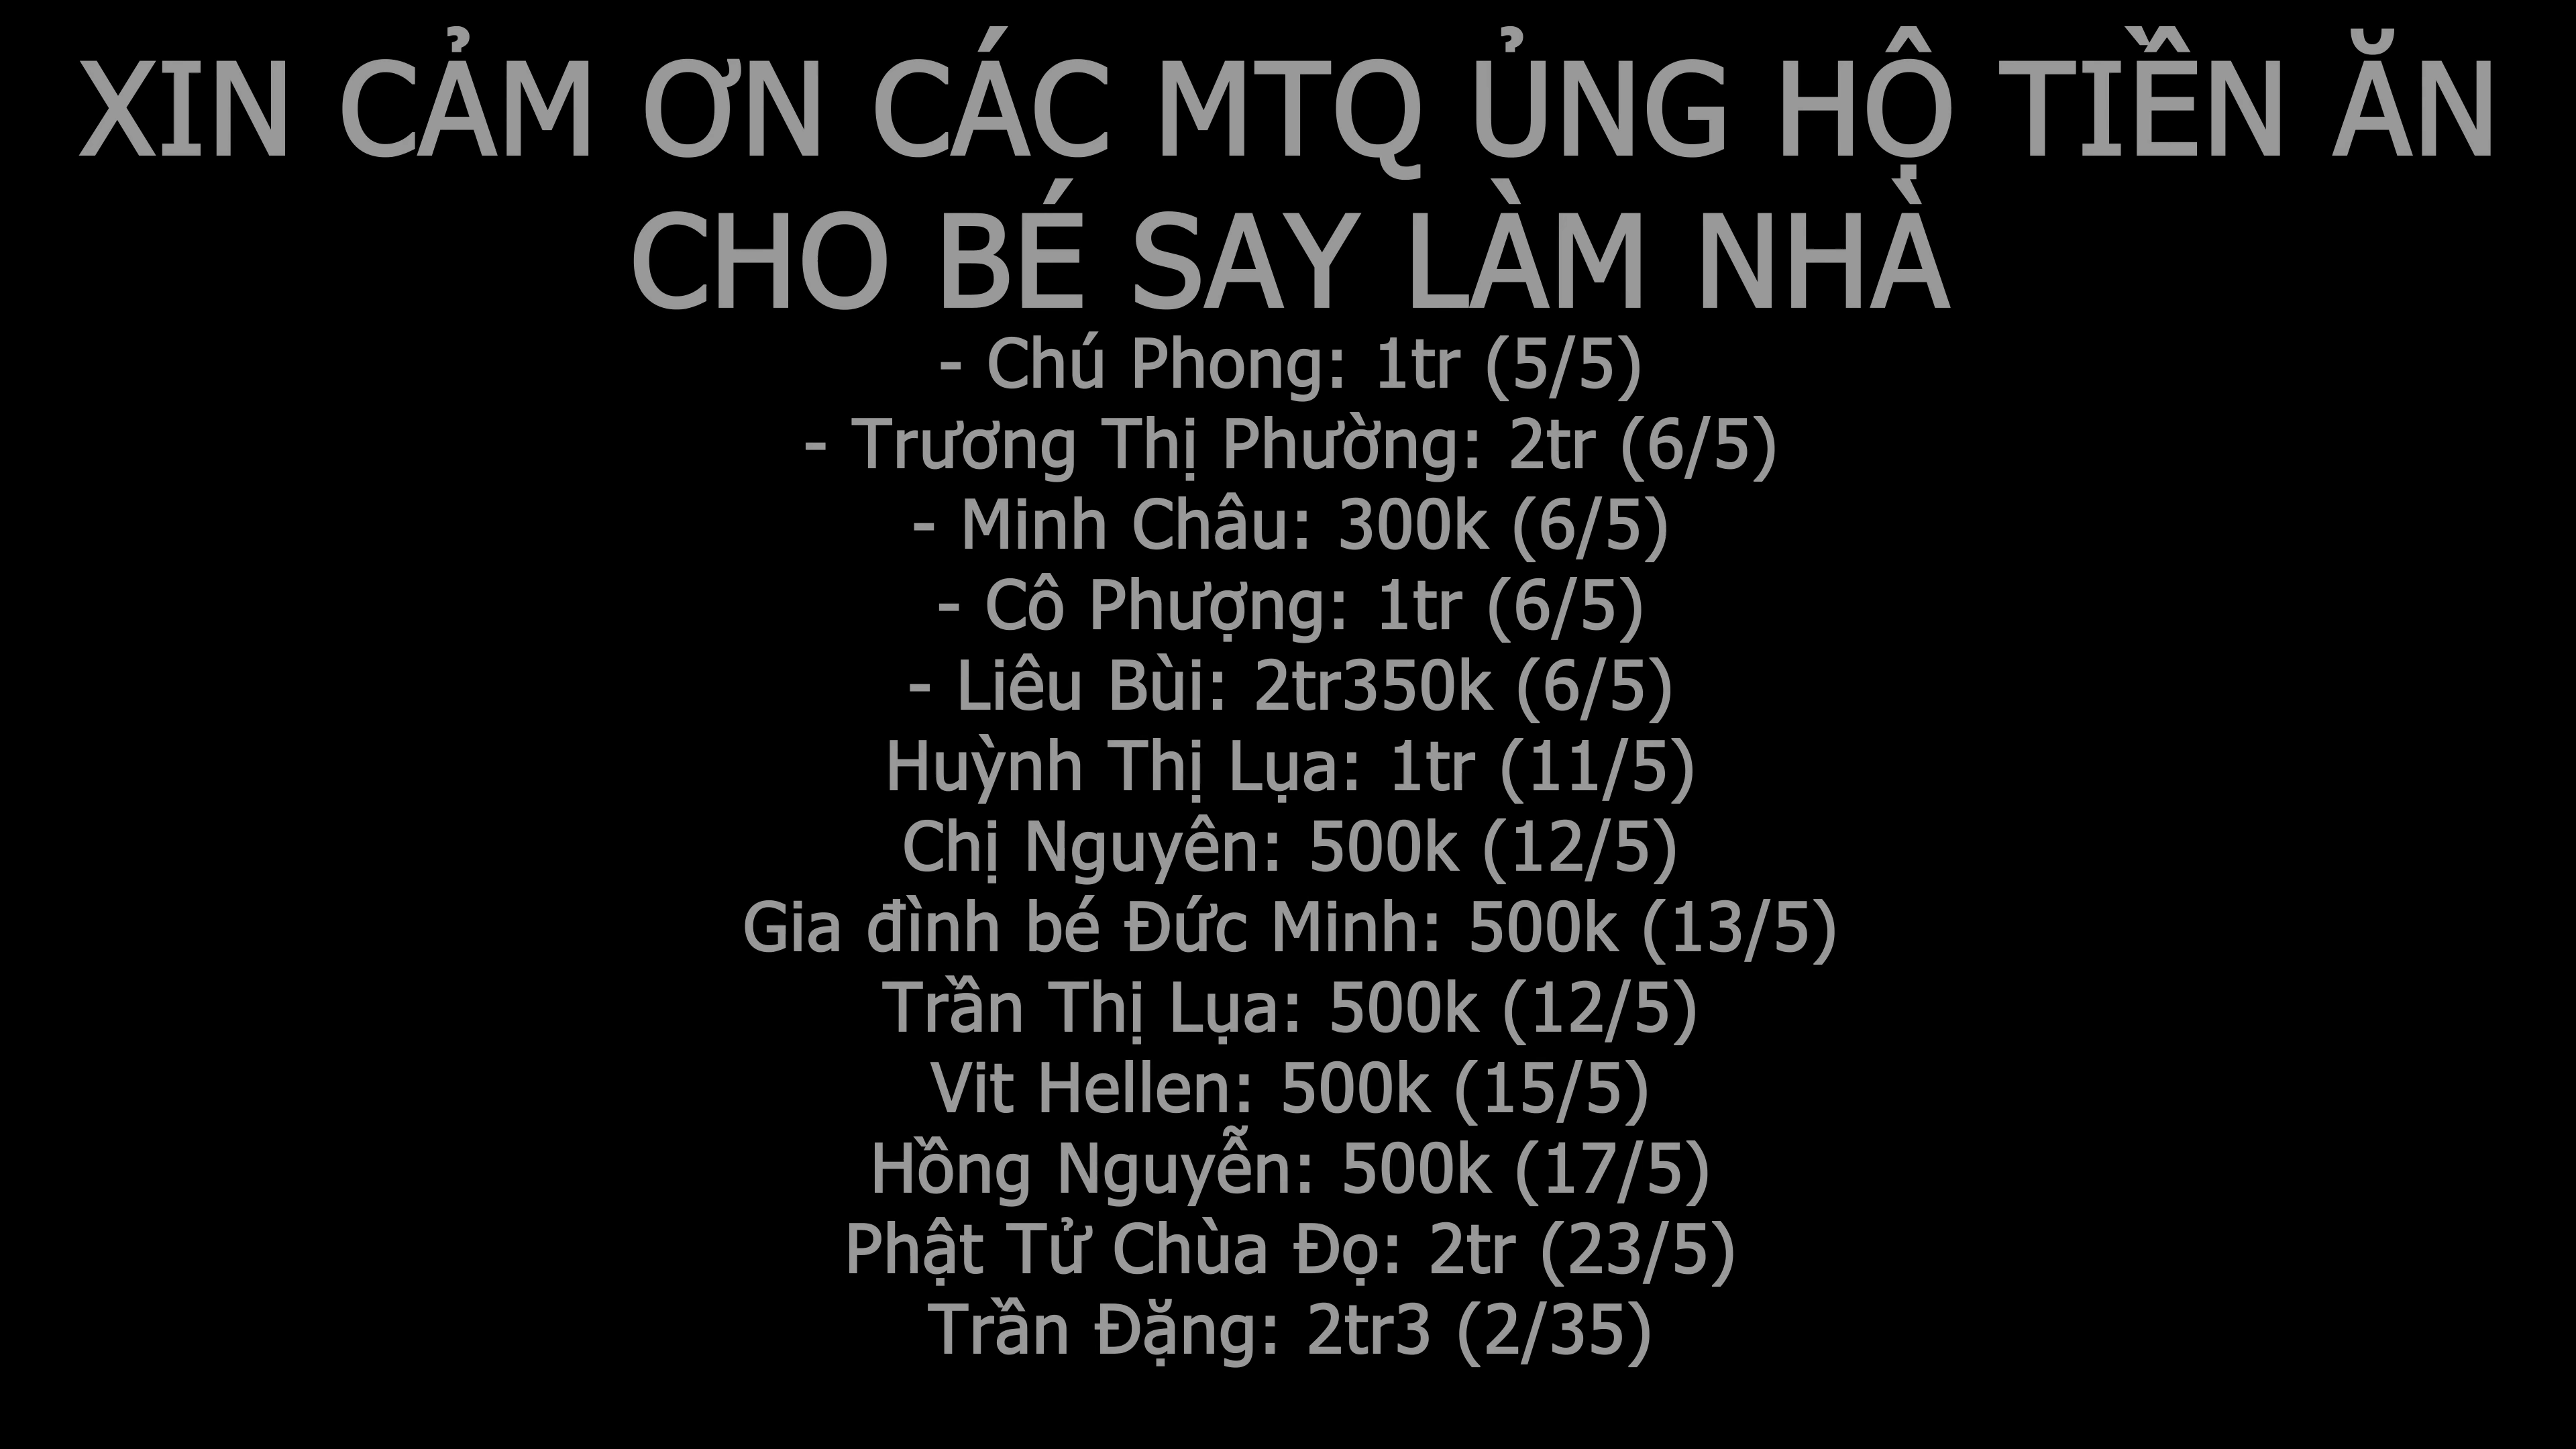 XIN CẢM ƠN CÁC MTQ ỦNG HỘ TIỀN ĂN
CHO BÉ SAY LÀM NHÀ
- Chú Phong: 1tr (5/5)
- Trương Thị Phường: 2tr (6/5)
- Minh Châu: 300k (6/5)
- Cô Phượng: 1tr (6/5)
- Liêu Bùi: 2tr350k (6/5)
Huỳnh Thị Lụa: 1tr (11/5)
Chị Nguyên: 500k (12/5)
Gia đình bé Đức Minh: 500k (13/5)
Trần Thị Lụa: 500k (12/5)
Vit Hellen: 500k (15/5)
Hồng Nguyễn: 500k (17/5)
Phật Tử Chùa Đọ: 2tr (23/5)
Trần Đặng: 2tr3 (2/35)